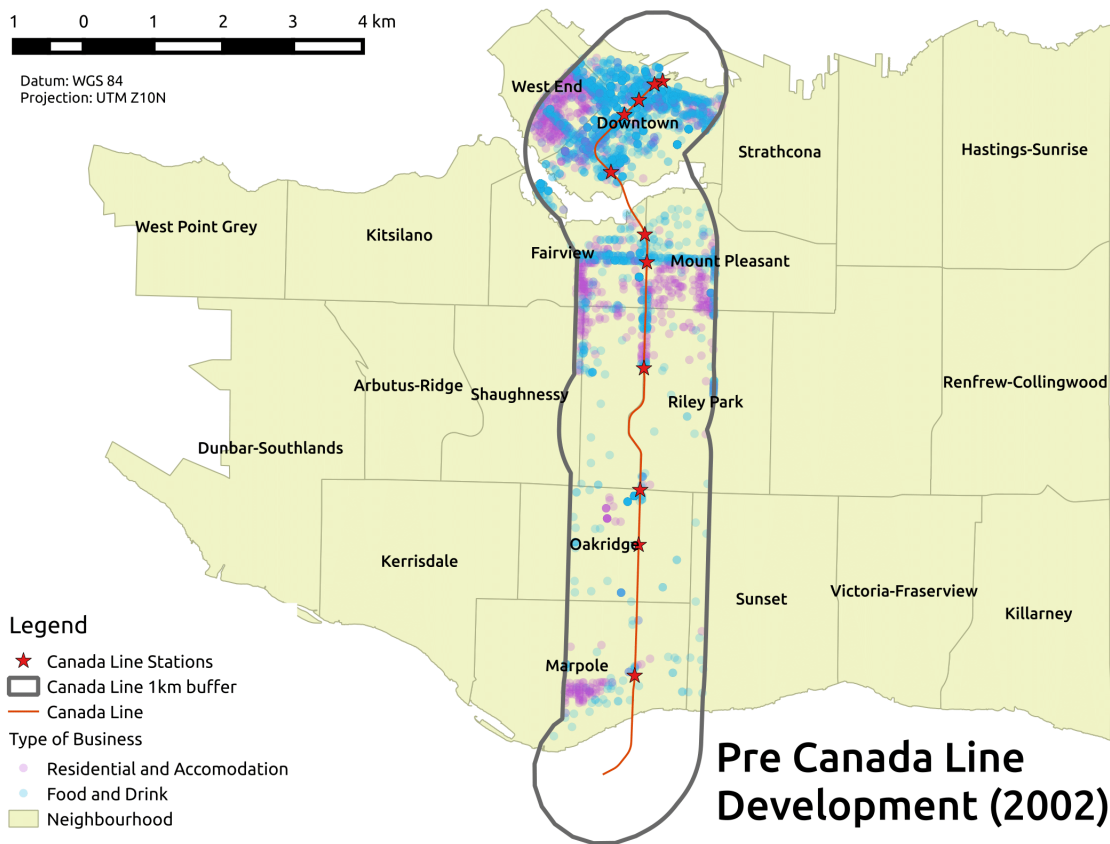 1 0 1 2 3 4 km
Datum: WGS 84
Projection: UTM Z10N
West End
Downtown
Strathcona
Hastings-Sunrise
West Point Grey
Kitsilano
Fairview
Mount Pleasant
Arbutus-Ridge
Shaughnessy
Riley Park
Renfrew-Collingwood
Dunbar-Southlands
Oakridge
Kerrisdale
Sunset
Victoria-Fraserview
Killarney
Marpole
Legend
Canada Line Stations
Canada Line 1km buffer
Canada Line
Type of Business
Residential and Accomodation
Food and Drink
Neighbourhood
Pre Canada Line
Development (2002)